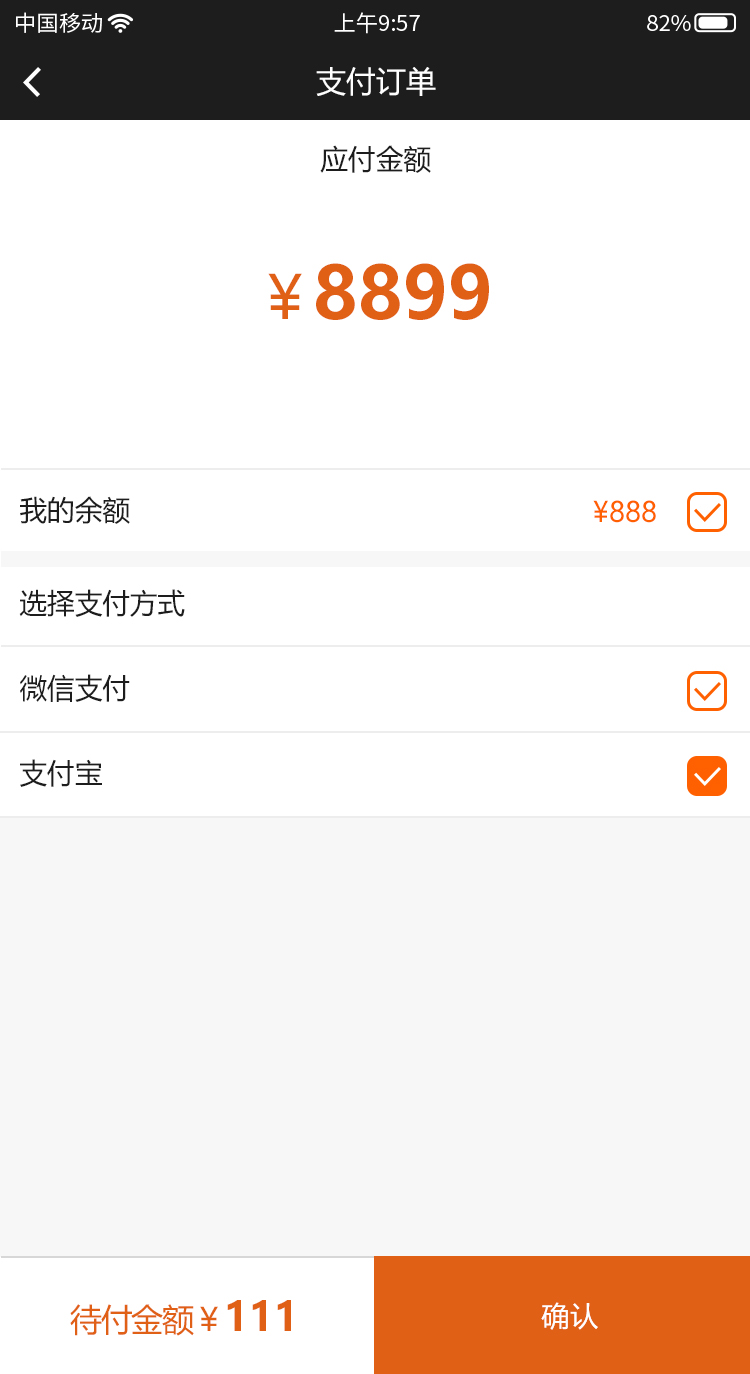 中国移动 上午9:57 82%
支付订单
应付金额
¥ 8899
我的余额 ¥888
选择支付方式
微信支付
支付宝
待付金额 ¥ 111 确认